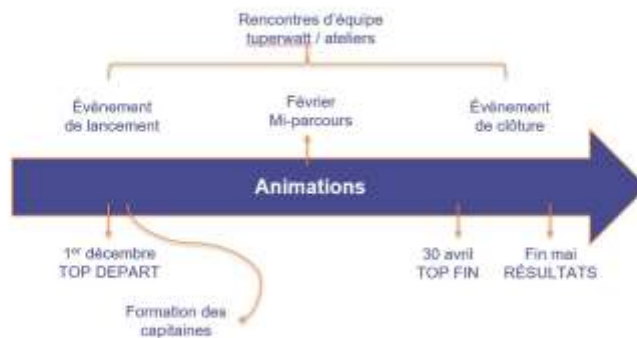 Rencontres d'équipe
tuperwatt / ateliers
Évènement
de lancement
Février
Mi-parcours
Évènement
de clôture
Animations
1er décembre
TOP DEPART
30 avril
TOP FIN
Fin mai
RÉSULTATS
Formation des
capitaines